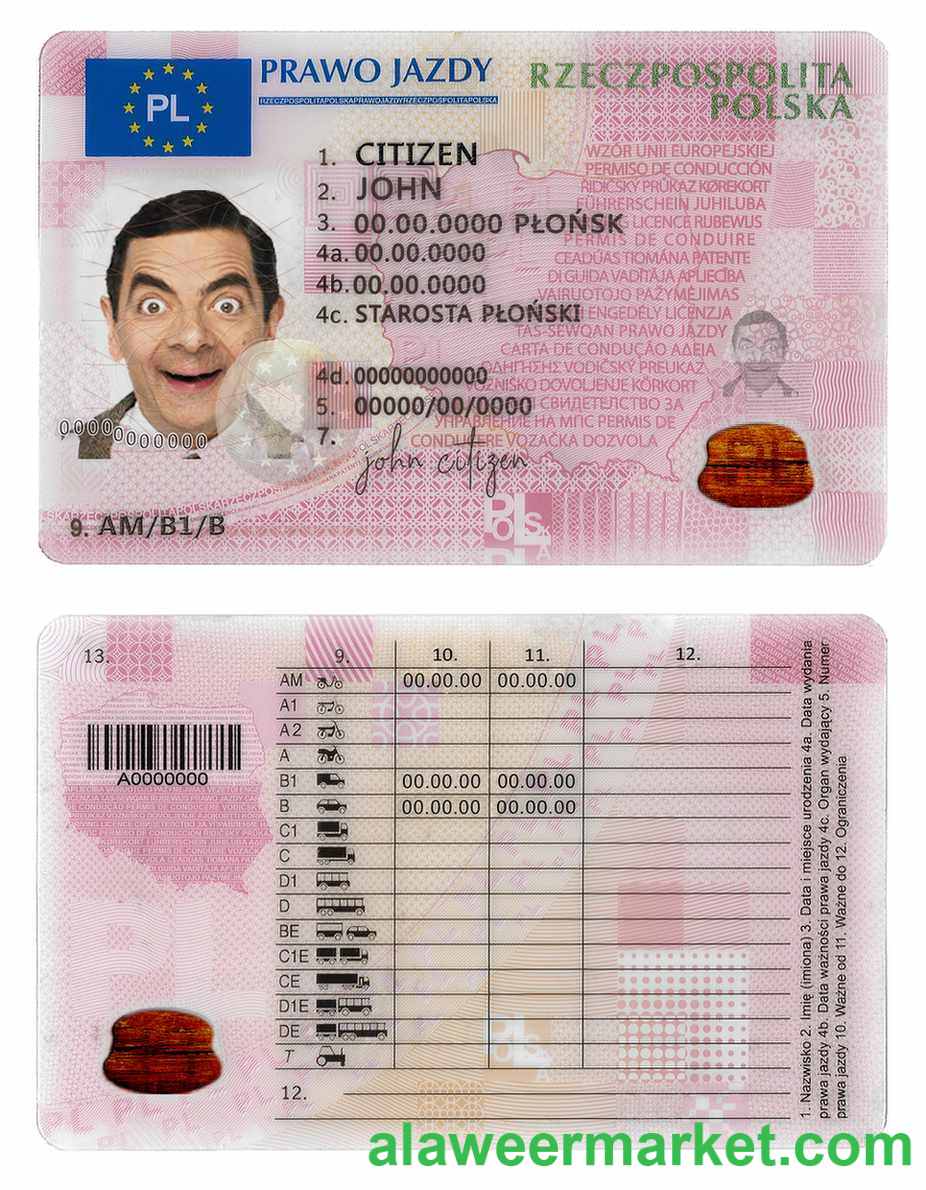 PL
PRAWO JAZDY
RZECZPOSPOLITAPOLSKAPRAWOJAZDYRZECZPOSPOLITAPOLSKA
RZECZPOSPOLITA
POLSKA
1. CITIZEN
2. JOHN
3. 00.00.0000 PŁOŃSK
4a. 00.00.0000
4b. 00.00.0000
4c. STAROSTA PŁOŃSKI
4d. 00000000000
5. 00000/00/0000
7. john citizen
WZÓR UNII EUROPEJSKIEJ
PERMISO DE CONDUCCIÓN
ŘIDIČSKÝ PRŮKAZ KØREKORT
FÜHRERSCHEIN JUHILUBA
LICENCE RUBEWIJS
PERMIS DE CONDUIRE
CEADÚAS TIOMÁNA PATENTE
DI GUIDA VADĪTĀJA APLIECĪBA
VAIRUOTOJO PAŽYMĖJIMAS
ENGEDÉLY LICENZJA
TAS-SEWQAN PRAWO JAZDY
CARTA DE CONDUÇÃO ΑΔΕΙΑ
ΟΔΗΓΗΣΗΣ VODIČSKÝ PREUKAZ
VOZNIŠKO DOVOLJENJE KÖRKORT
СВИДЕТЕЛСТВО ЗА
УПРАВЛЕНИЕ НА МПС PERMIS DE
CONDUCERE VOZAČKA DOZVOLA
00000000000
POLSKA
9. AM/B1/B
13.
A0000000
9. 10. 11. 12.
AM 00.00.00 00.00.00
A1
A2
A
B1 00.00.00 00.00.00
B 00.00.00 00.00.00
C1
C
D1
D
BE
C1E
CE
D1E
DE
T
12.
1. Nazwisko 2. Imię (imiona) 3. Data i miejsce urodzenia 4a. Data wydania
prawa jazdy 4b. Data ważności prawa jazdy 4c. Organ wydający 5. Numer
prawa jazdy 10. Ważne od 11. Ważne do 12. Ograniczenia
alaweermarket.com